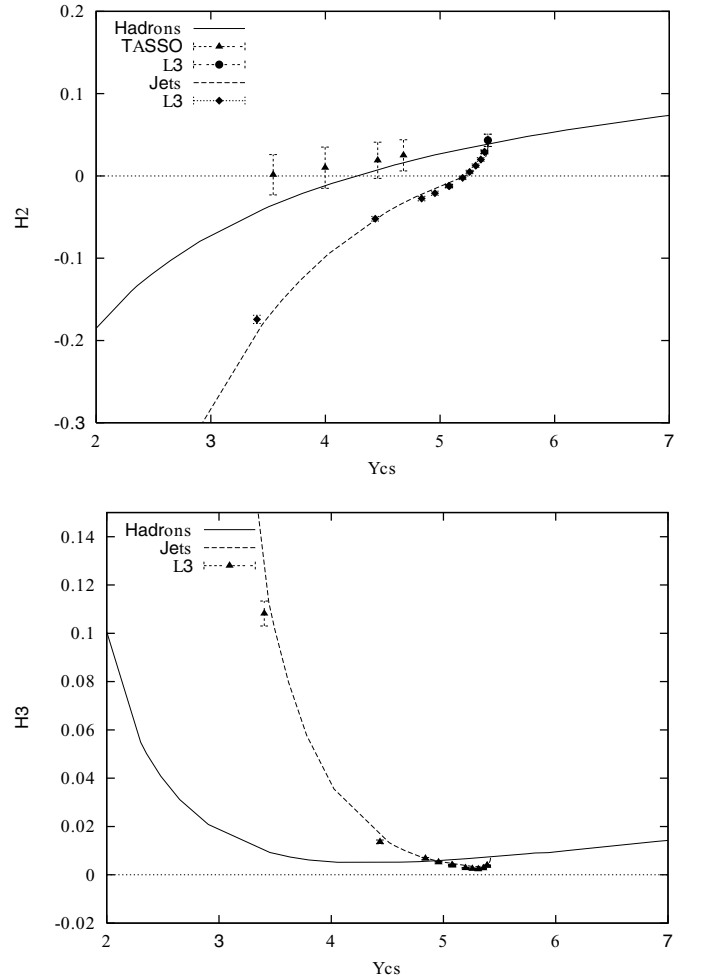 0.2
Hadrons
TASSO
L3
Jets
L3
0.1
0
-0.1
-0.2
-0.3
H2
2 3 4 5 6 7
Ycs
0.14
Hadrons
Jets
L3
0.12
0.1
0.08
0.06
0.04
0.02
0
-0.02
H3
2 3 4 5 6 7
Ycs